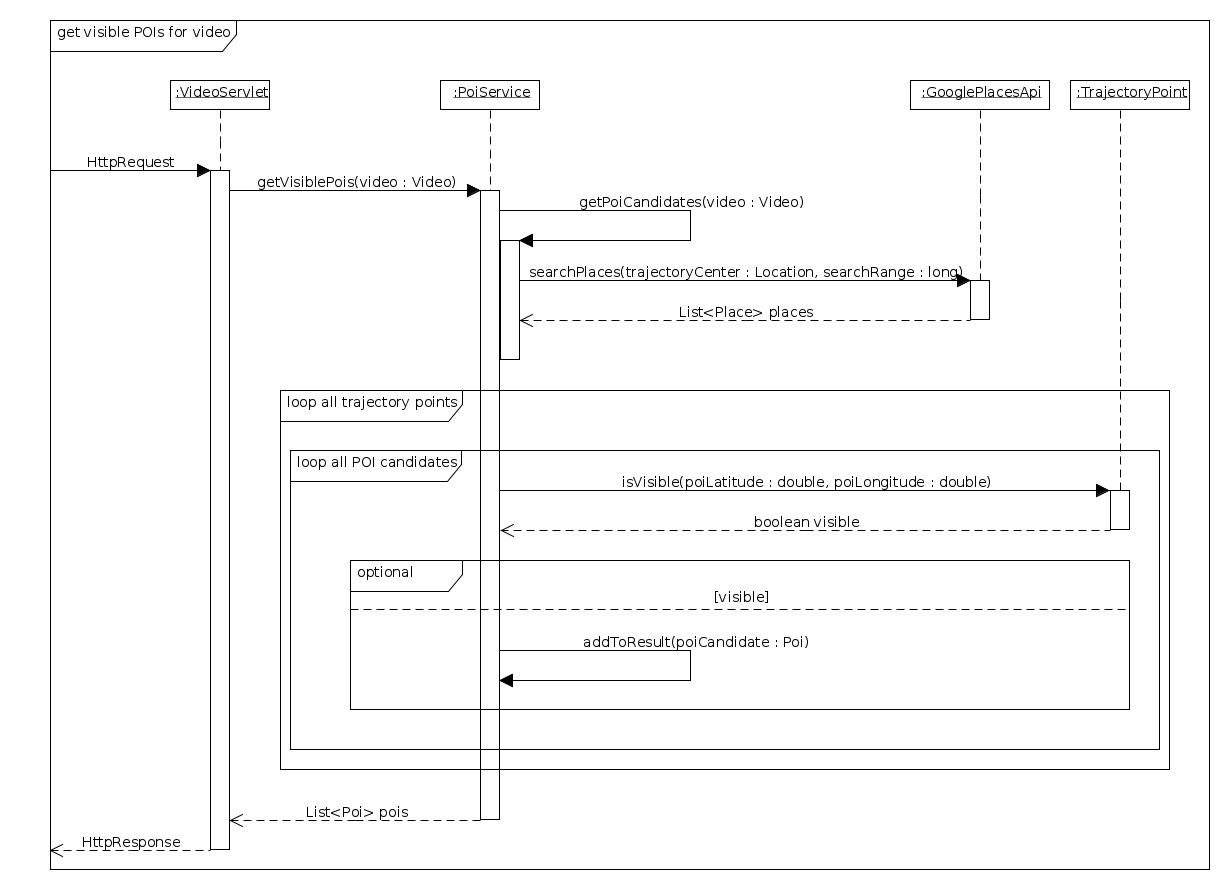 get visible POIs for video
:VideoServlet
:PoiService
:GooglePlacesApi
:TrajectoryPoint
HttpRequest
getVisiblePois(video : Video)
getPoiCandidates(video : Video)
searchPlaces(trajectoryCenter : Location, searchRange : long)
List<Place> places
loop all trajectory points
loop all POI candidates
isVisible(poiLatitude : double, poiLongitude : double)
boolean visible
optional
[visible]
addToResult(poiCandidate : Poi)
List<Poi> pois
HttpResponse